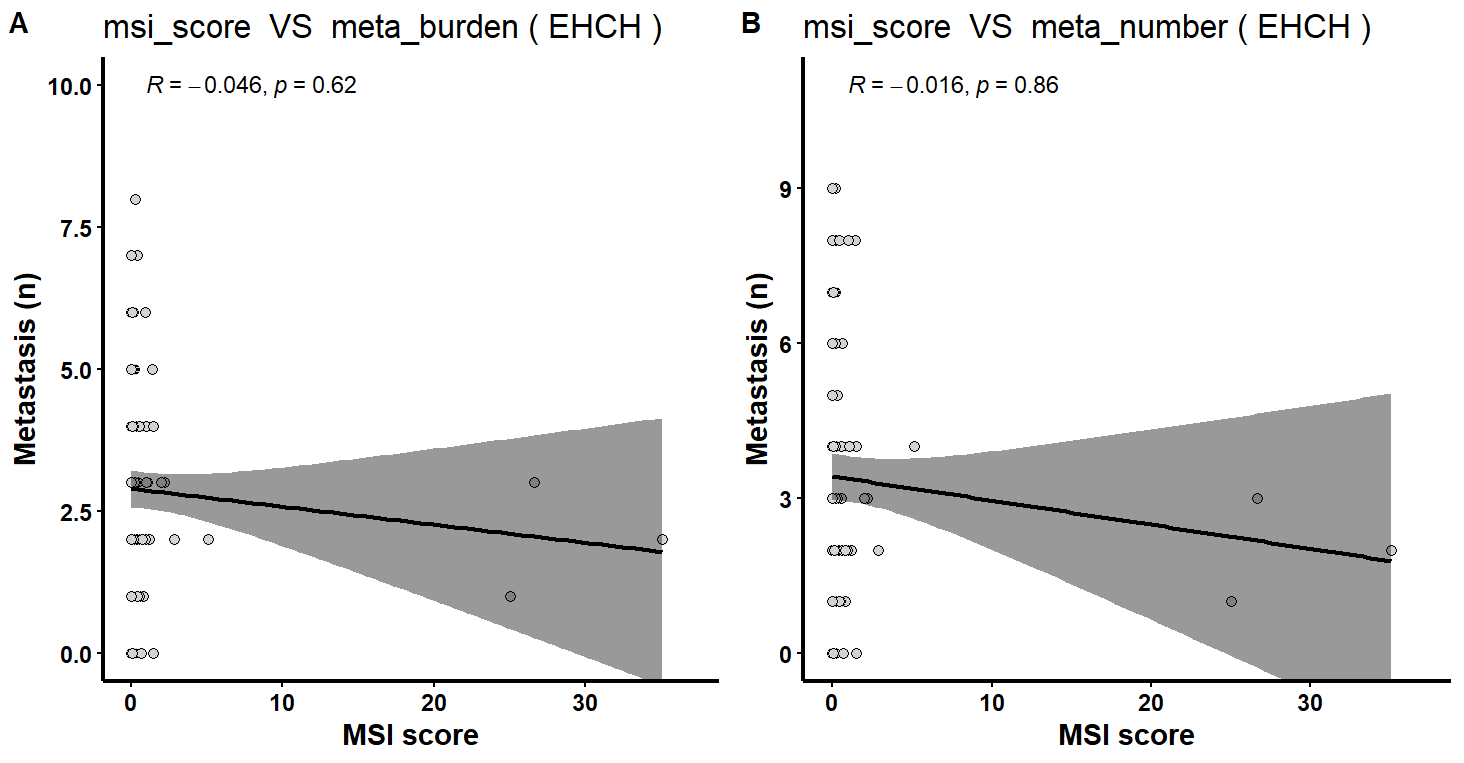 A
msi_score VS meta_burden ( EHCH )
R = −0.046, p = 0.62
10.0
7.5
5.0
2.5
0.0
Metastasis (n)
0 10 20 30
MSI score
B
msi_score VS meta_number ( EHCH )
R = −0.016, p = 0.86
9
6
3
0
Metastasis (n)
0 10 20 30
MSI score